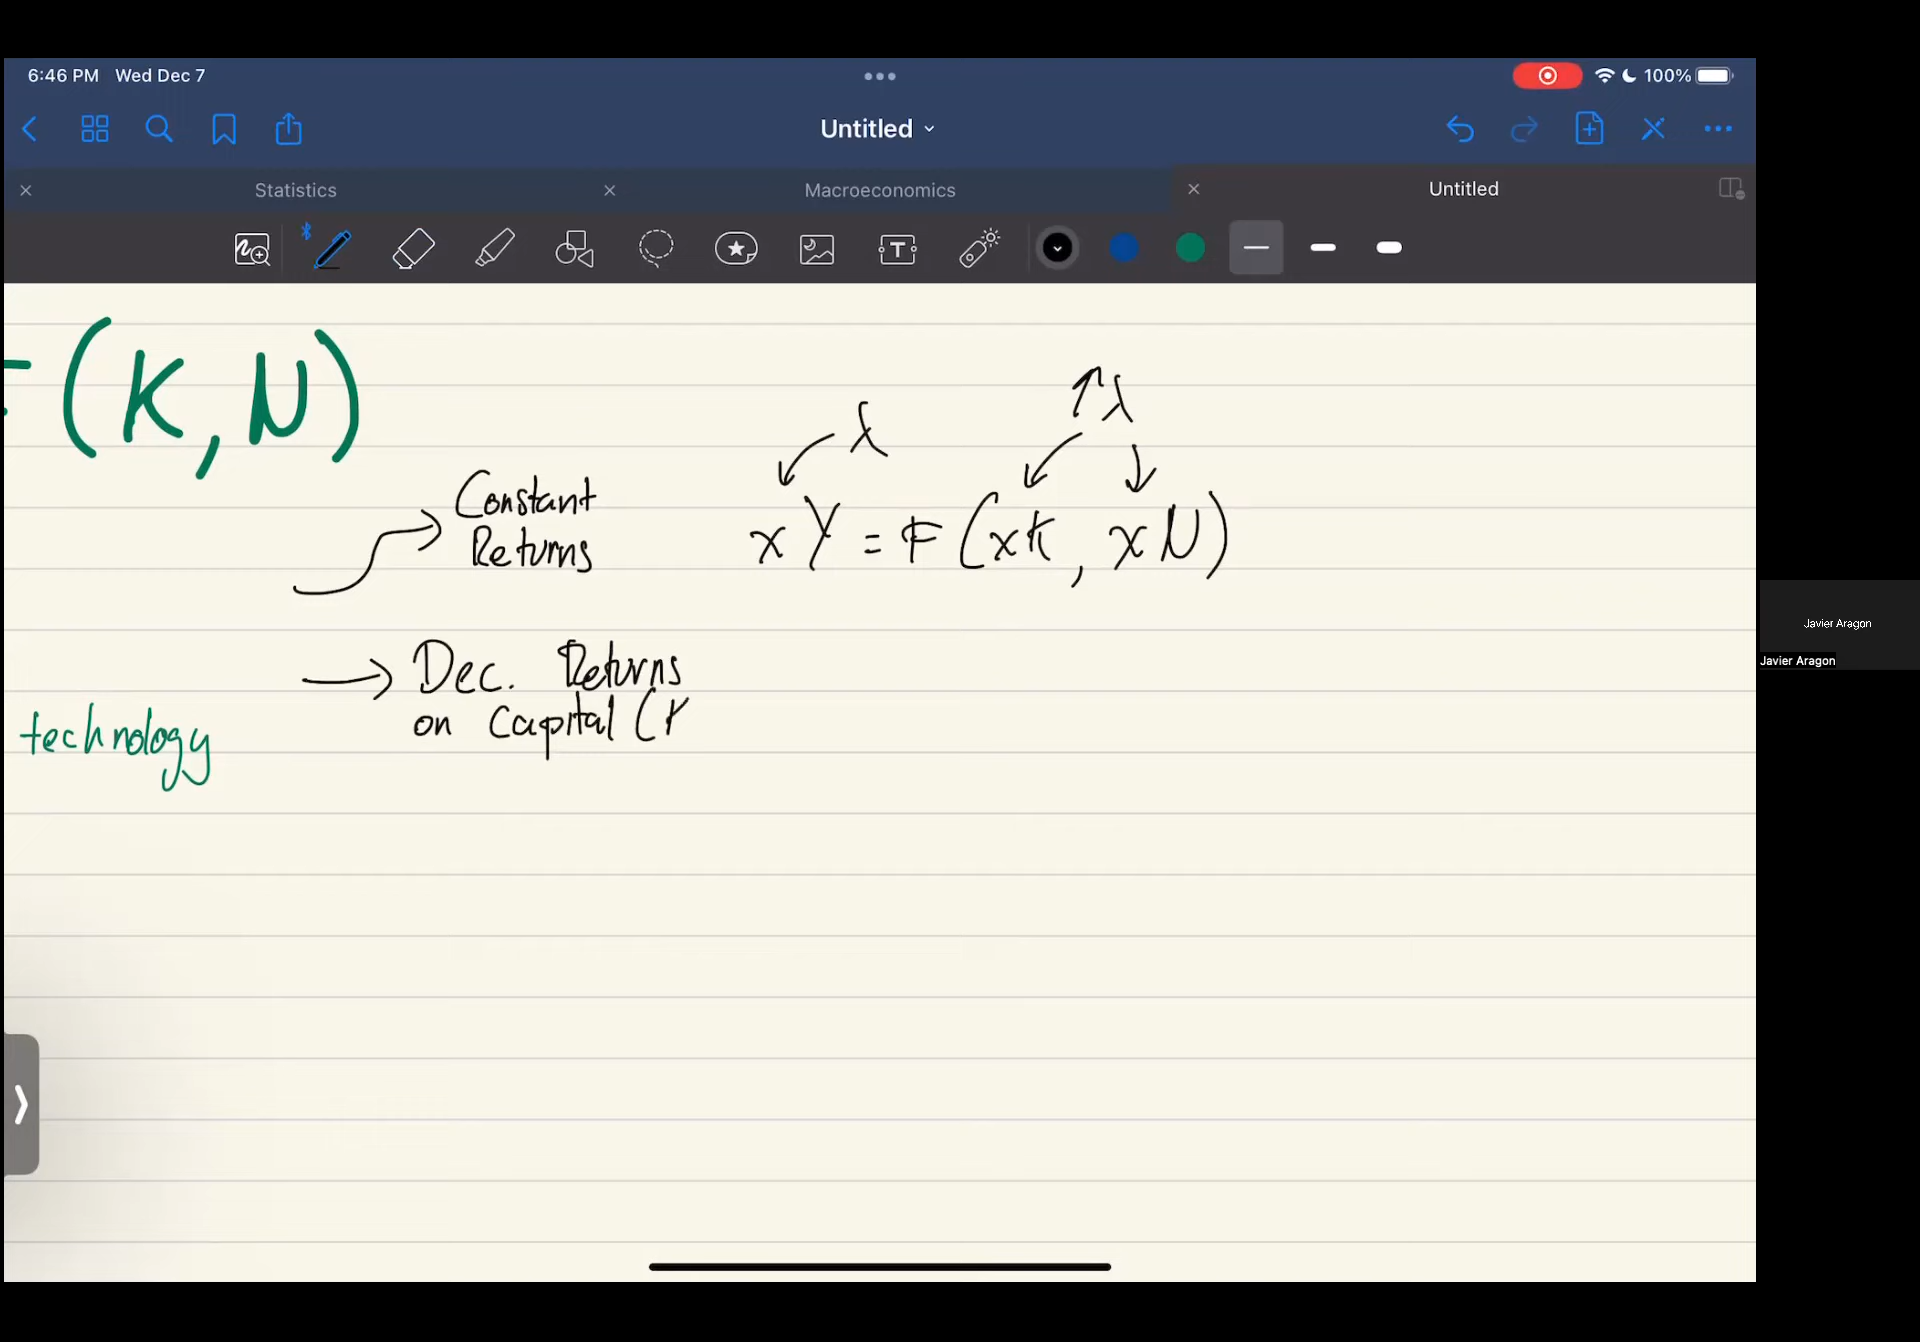 6:46 PM Wed Dec 7
100%
Untitled
Statistics
Macroeconomics
Untitled
(K, N)
λ
↑λ
Constant
Returns
xY = F(xK, xN)
Dec. Returns
on Capital (K
technology
Javier Aragon
Javier Aragon